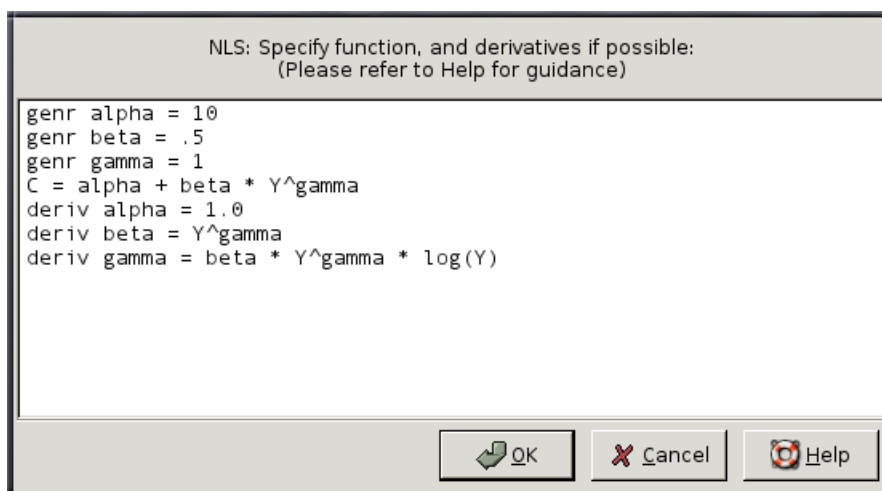 NLS: Specify function, and derivatives if possible:
(Please refer to Help for guidance)
genr alpha = 10
genr beta = .5
genr gamma = 1
C = alpha + beta * Y^gamma
deriv alpha = 1.0
deriv beta = Y^gamma
deriv gamma = beta * Y^gamma * log(Y)
OK Cancel Help